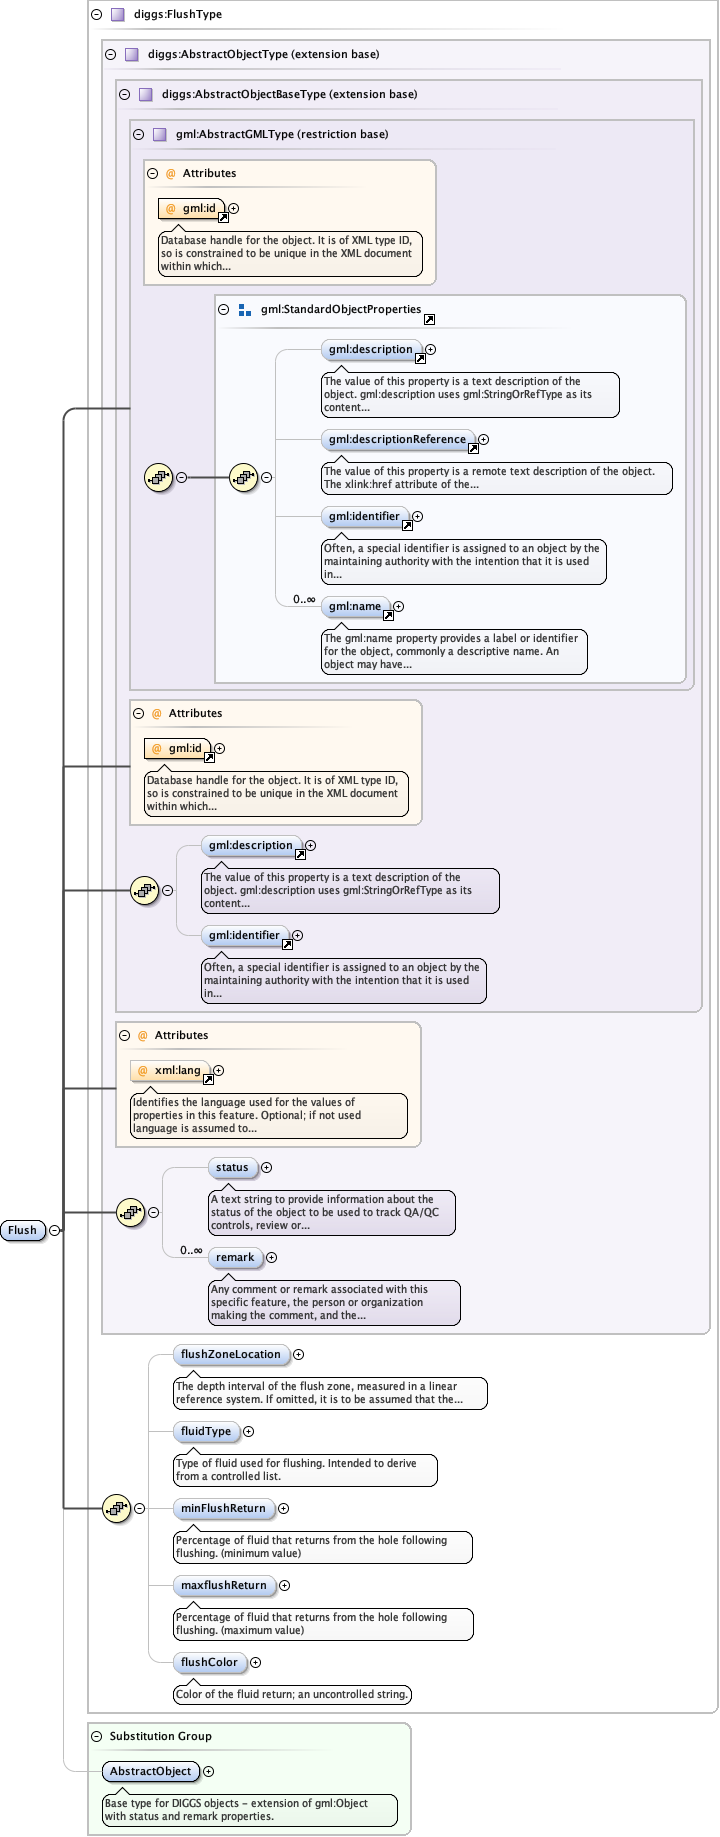 diggs:FlushType
diggs:AbstractObjectType (extension base)
diggs:AbstractObjectBaseType (extension base)
gml:AbstractGMLType (restriction base)
@ Attributes
@ gml:id
Database handle for the object. It is of XML type ID,
so is constrained to be unique in the XML document
within which...
gml:StandardObjectProperties
gml:description
The value of this property is a text description of the
object. gml:description uses gml:StringOrRefType as its
content...
gml:descriptionReference
The value of this property is a remote text description of the object.
The xlink:href attribute of the...
gml:identifier
Often, a special identifier is assigned to an object by the
maintaining authority with the intention that it is used
in...
0..∞
gml:name
The gml:name property provides a label or identifier
for the object, commonly a descriptive name. An
object may have...
@ Attributes
@ gml:id
Database handle for the object. It is of XML type ID,
so is constrained to be unique in the XML document
within which...
gml:description
The value of this property is a text description of the
object. gml:description uses gml:StringOrRefType as its
content...
gml:identifier
Often, a special identifier is assigned to an object by the
maintaining authority with the intention that it is used
in...
@ Attributes
@ xml:lang
Identifies the language used for the values of
properties in this feature. Optional; if not used
language is assumed to...
status
A text string to provide information about the
status of the object to be used to track QA/QC
controls, review or...
Flush
0..∞
remark
Any comment or remark associated with this
specific feature, the person or organization
making the comment, and the...
flushZoneLocation
The depth interval of the flush zone, measured in a linear
reference system. If omitted, it is to be assumed that the...
fluidType
Type of fluid used for flushing. Intended to derive
from a controlled list.
minFlushReturn
Percentage of fluid that returns from the hole following
flushing. (minimum value)
maxflushReturn
Percentage of fluid that returns from the hole following
flushing. (maximum value)
flushColor
Color of the fluid return; an uncontrolled string.
Substitution Group
AbstractObject
Base type for DIGGS objects - extension of gml:Object
with status and remark properties.